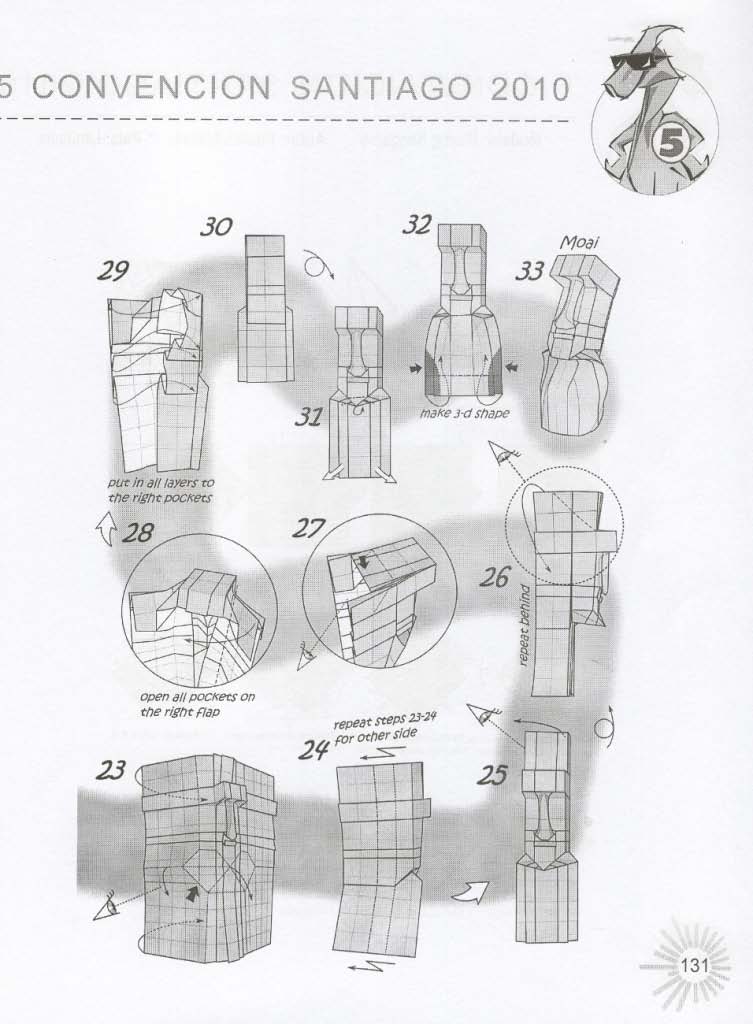 5 CONVENCION SANTIAGO 2010
5
30
32
Moai
29
33
31
make 3-d shape
put in all layers to
the right pockets
28
27
26
repeat behind
open all pockets on
the right flap
repeat steps 23-24
for other side
23
24
25
131